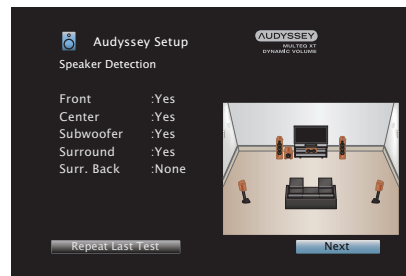 Audyssey Setup
AUDYSSEY
MULTEQ XT
DYNAMIC VOLUME
Speaker Detection
Front :Yes
Center :Yes
Subwoofer :Yes
Surround :Yes
Surr. Back :None
Repeat Last Test
Next